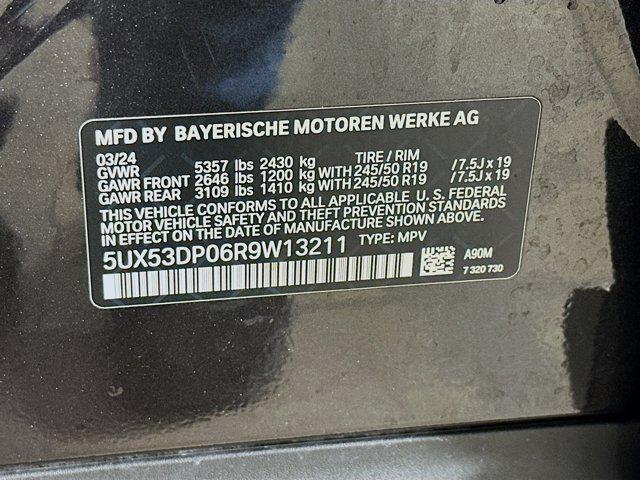 MFD BY BAYERISCHE MOTOREN WERKE AG
03/24 TIRE / RIM
GVWR 5357 lbs 2430 kg
GAWR FRONT 2646 lbs 1200 kg WITH 245/50 R19 / 7.5J x 19
GAWR REAR 3109 lbs 1410 kg WITH 245/50 R19 / 7.5J x 19
THIS VEHICLE CONFORMS TO ALL APPLICABLE U. S. FEDERAL
MOTOR VEHICLE SAFETY AND THEFT PREVENTION STANDARDS
IN EFFECT ON THE DATE OF MANUFACTURE SHOWN ABOVE.
5UX53DP06R9W13211 TYPE: MPV
A90M
7 320 730